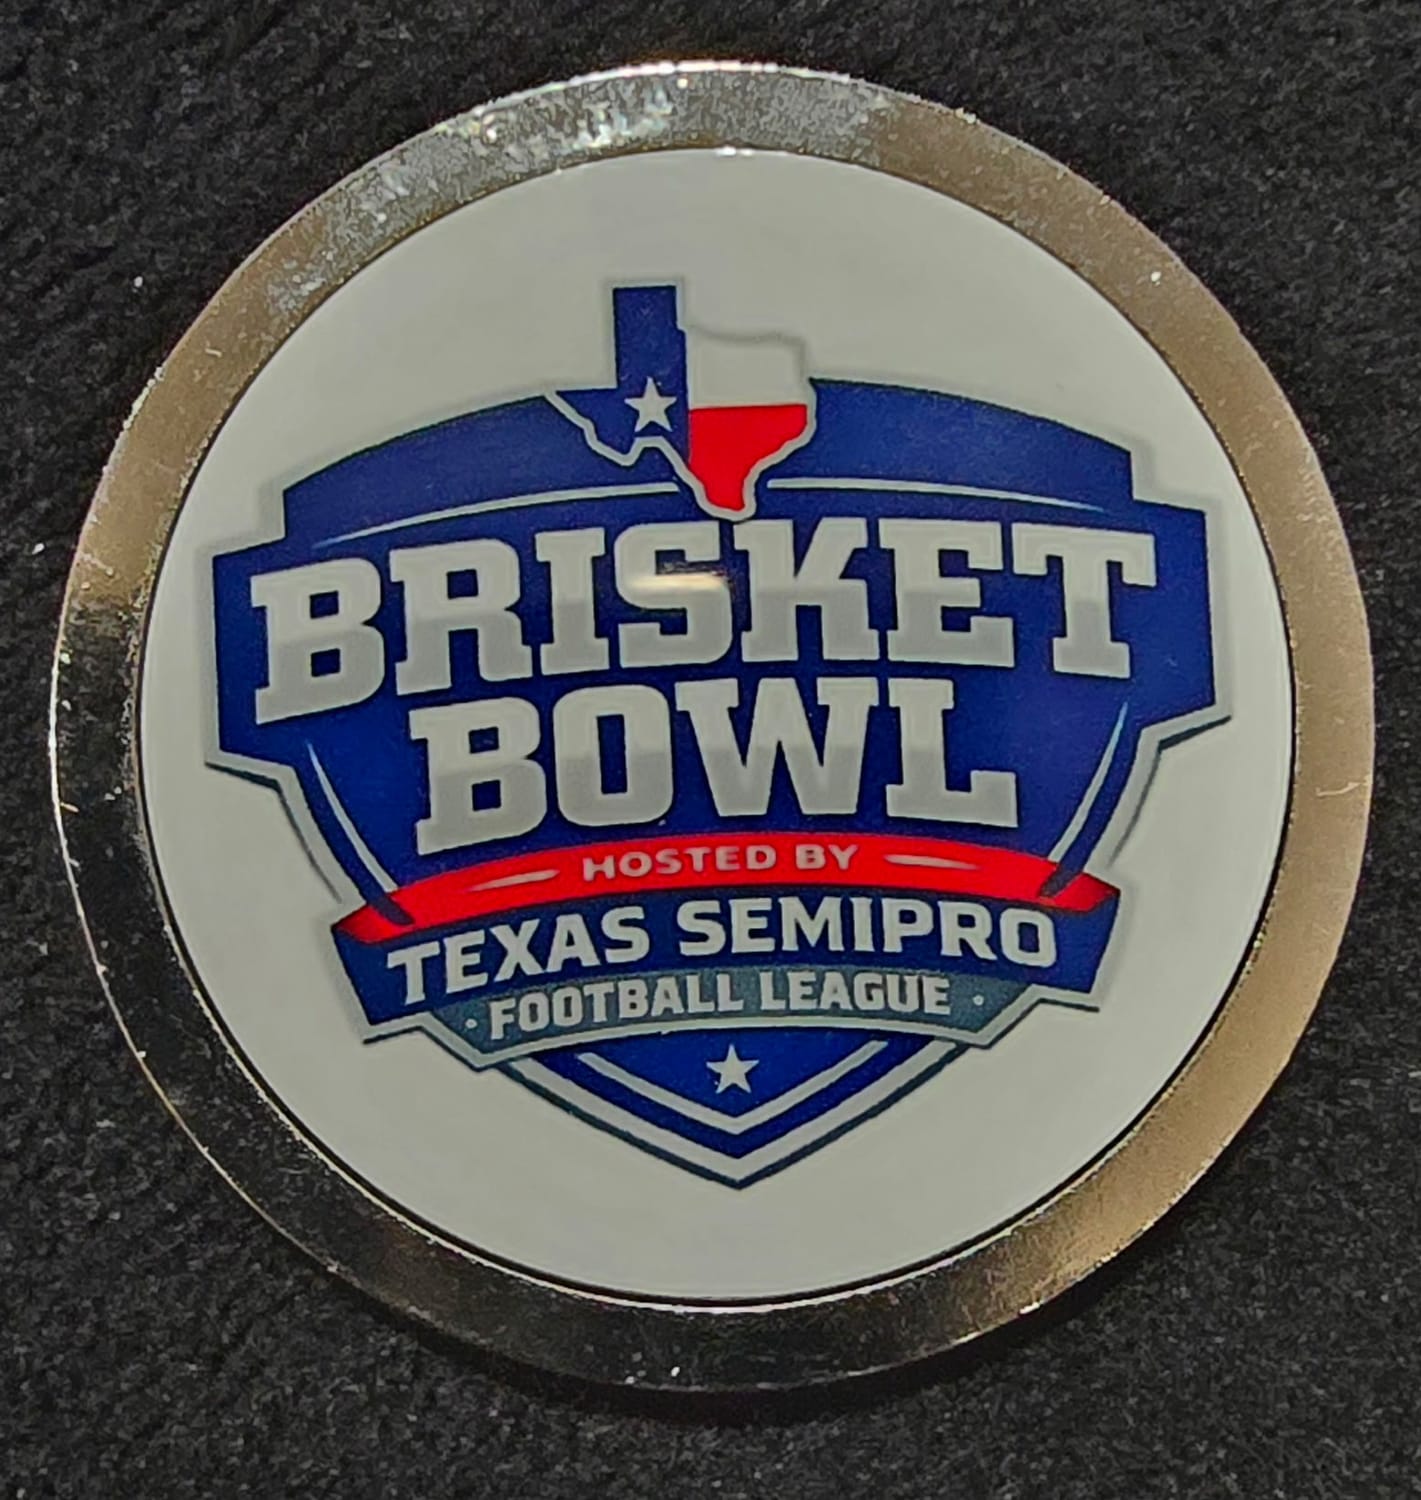 BRISKET
BOWL
HOSTED BY
TEXAS SEMIPRO
· FOOTBALL LEAGUE ·